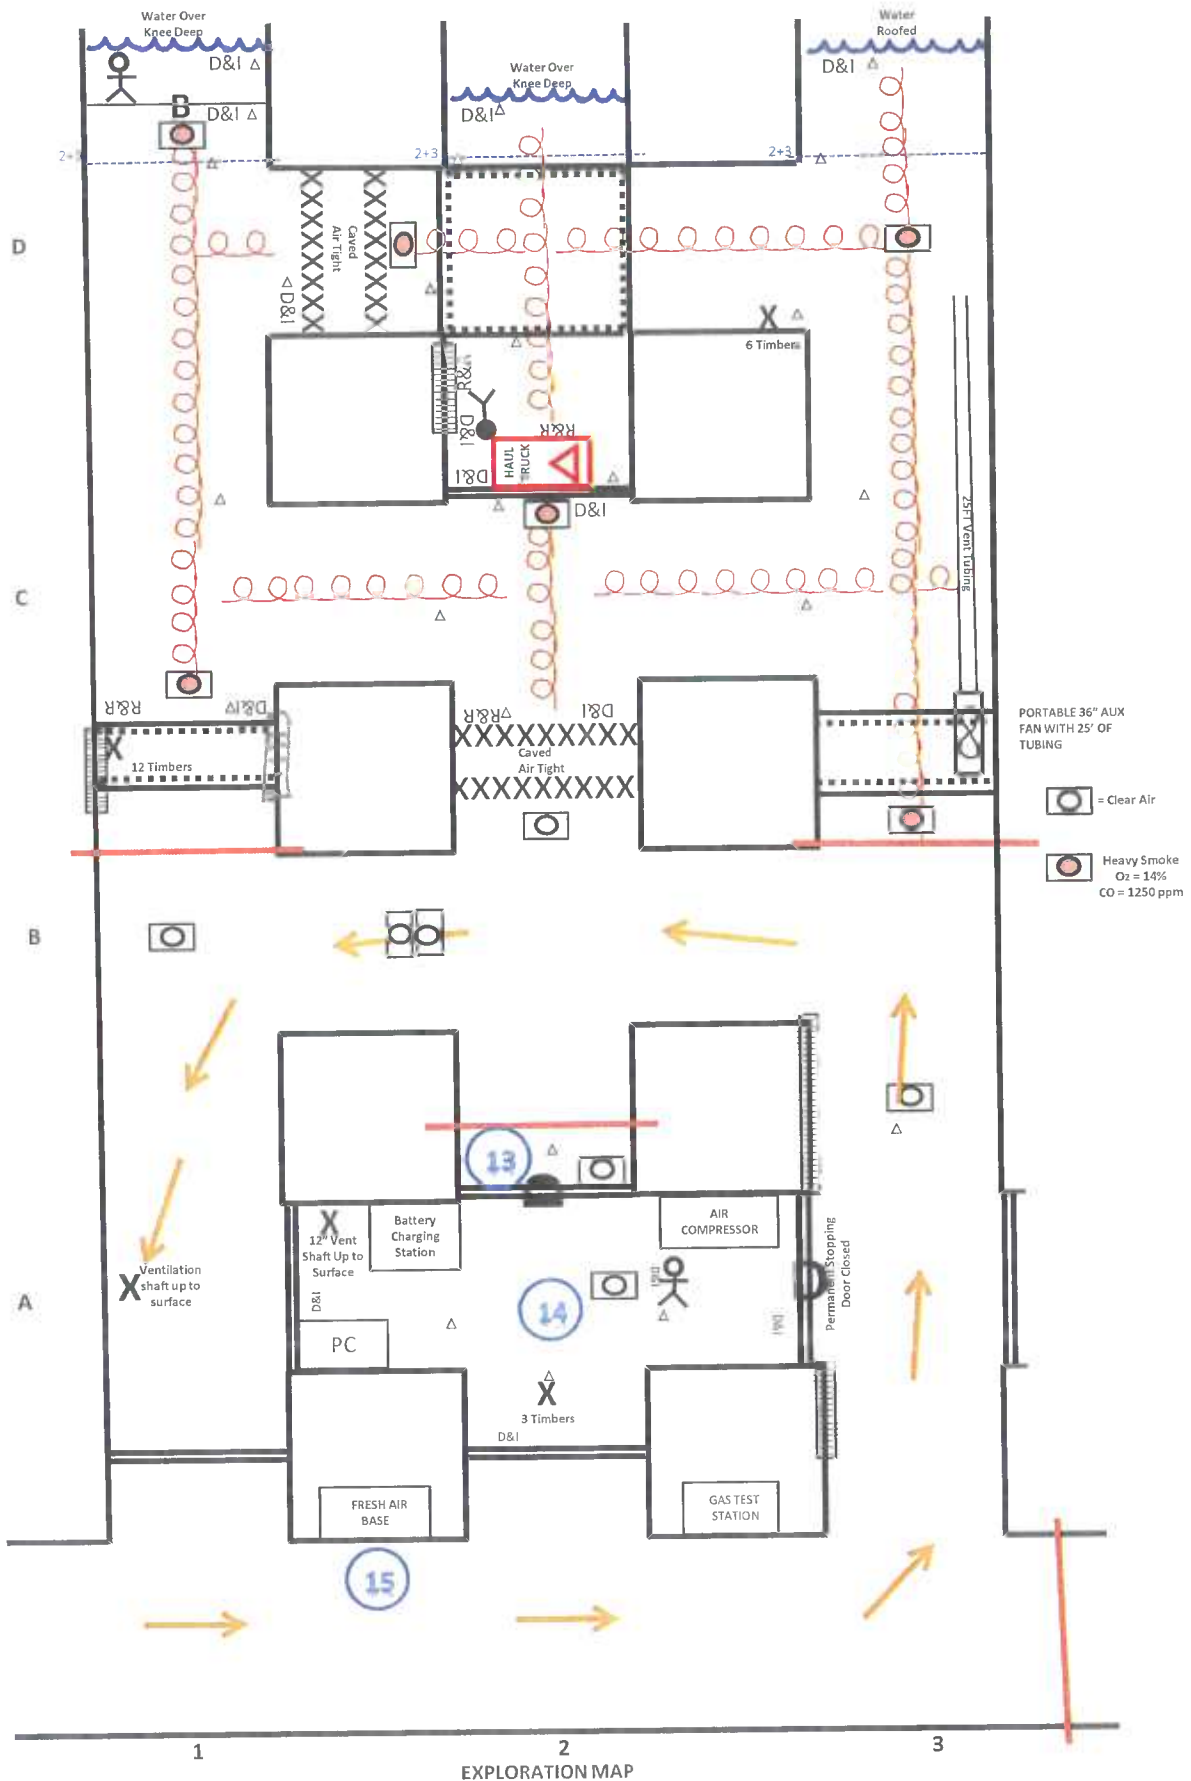 Water Over
Knee Deep
D&I
B
D&I
2+3
Water Over
Knee Deep
D&I
2+3
Water
Roofed
D&I
2+3
D
Caved
Air Tight
D&I
X
6 Timbers
R&R
D&I
R&R
D&I
HAUL
TRUCK
D&I
25FT Vent Tubing
C
R&R
D&I
X
12 Timbers
R&R
D&I
XXXXXXXXX
Caved
Air Tight
XXXXXXXXX
PORTABLE 36" AUX
FAN WITH 25' OF
TUBING
= Clear Air
Heavy Smoke
O2 = 14%
CO = 1250 ppm
B
13
X
12" Vent
Shaft Up to
Surface
Battery
Charging
Station
AIR
COMPRESSOR
Permanent Stopping
Door Closed
A
X
Ventilation
shaft up to
surface
D&I
14
D&I
D&I
PC
X
3 Timbers
D&I
FRESH AIR
BASE
GAS TEST
STATION
15
1
2
3
EXPLORATION MAP